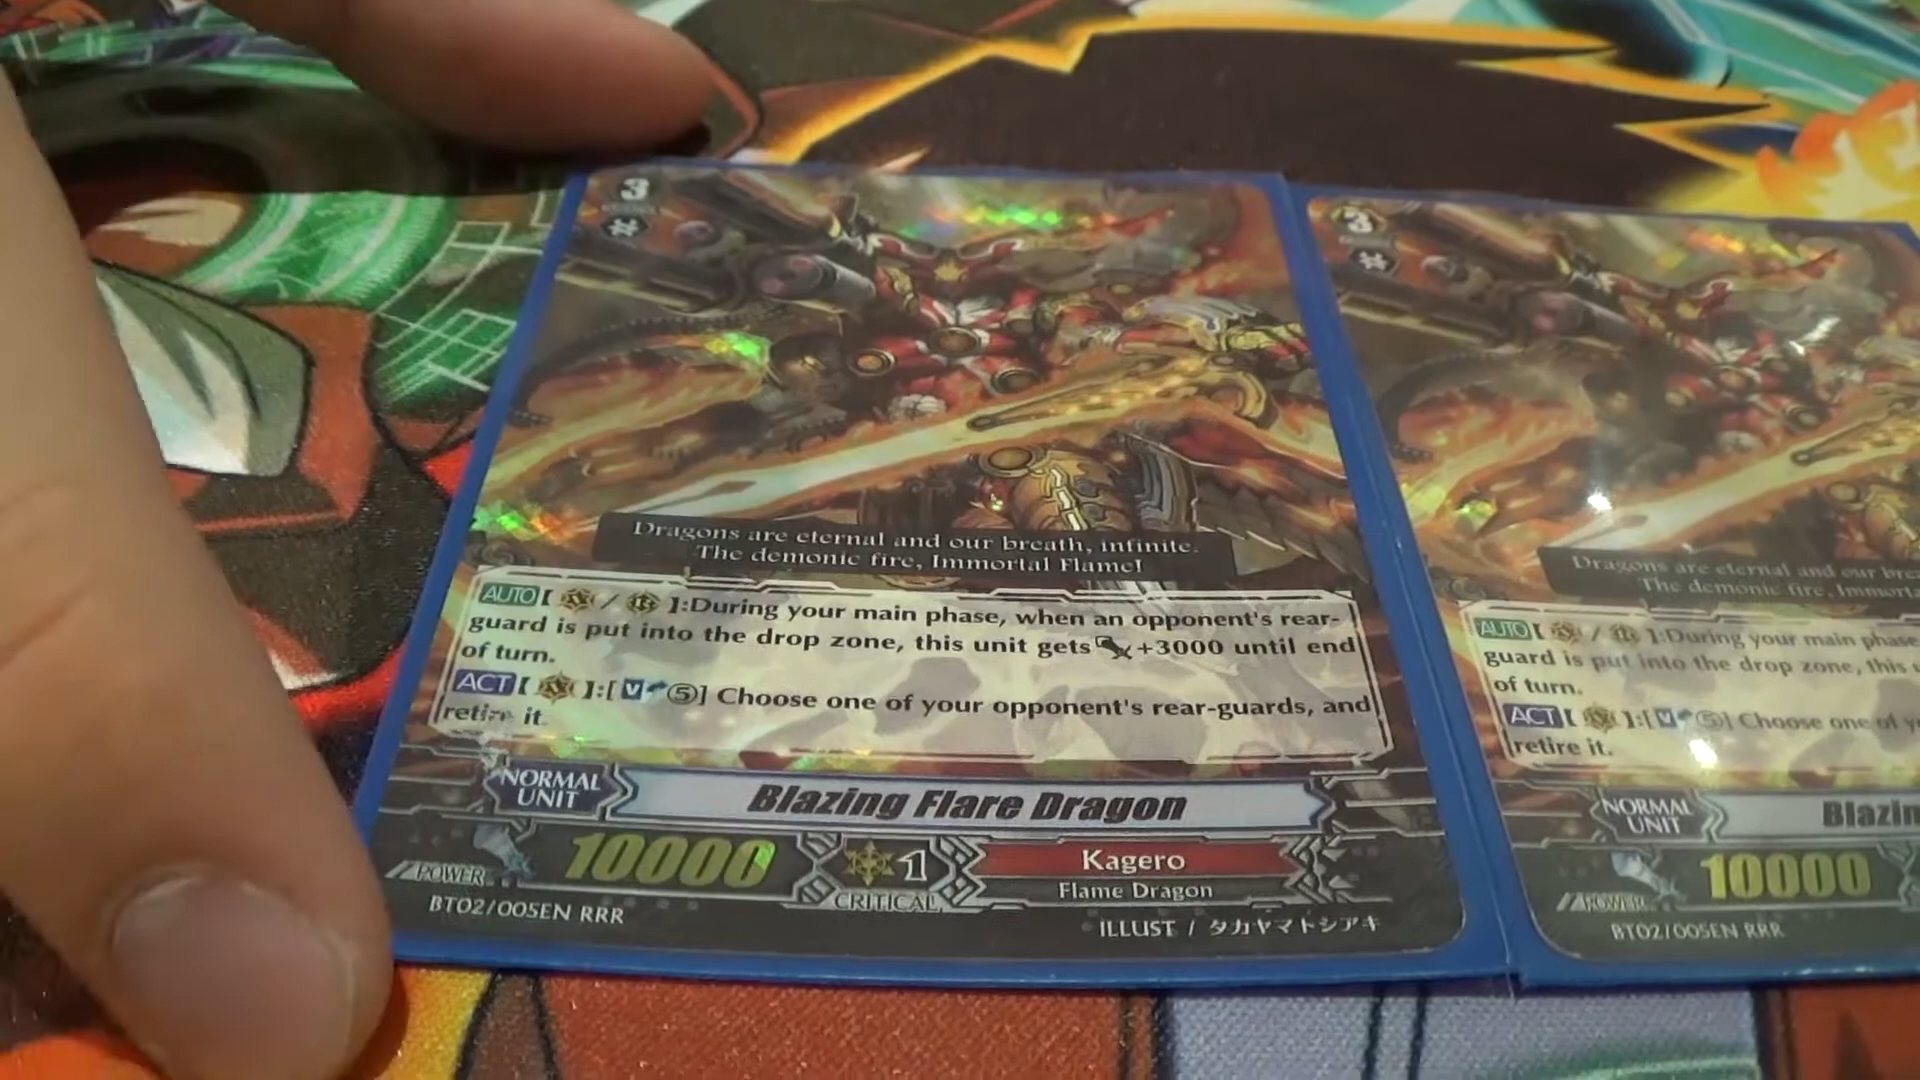 3
Dragons are eternal and our breath, infinite.
The demonic fire, Immortal Flame!
AUTO【 / 】:During your main phase, when an opponent's rear-
guard is put into the drop zone, this unit gets +3000 until end
of turn.
ACT【 】:[ V ⑤] Choose one of your opponent's rear-guards, and
retire it.
NORMAL
UNIT
Blazing Flare Dragon
POWER 10000
1
CRITICAL
Kagero
Flame Dragon
BT02/005EN RRR
ILLUST / タカヤマトシアキ
3
Dragons are eternal and our
The demonic fire,
AUTO【 / 】:During your main phase
guard is put into the drop zone, this
of turn.
ACT【 】:[ V ⑤] Choose one of
retire it.
NORMAL
UNIT
POWER 10000
BT02/005EN RRR